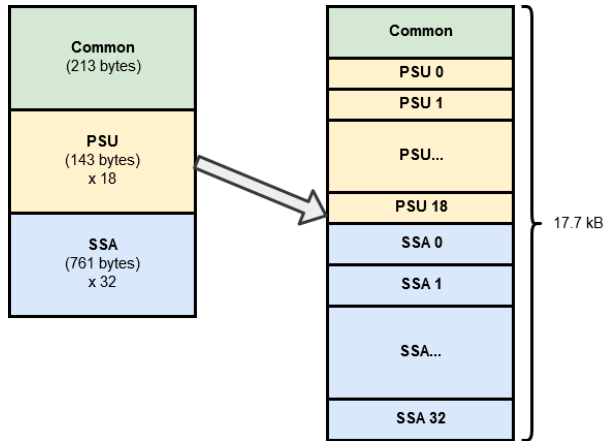 Common
(213 bytes)
PSU
(143 bytes)
x 18
SSA
(761 bytes)
x 32
Common
PSU 0
PSU 1
PSU...
PSU 18
SSA 0
SSA 1
SSA...
SSA 32
17.7 kB